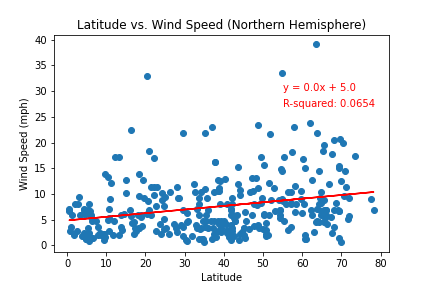 Latitude vs. Wind Speed (Northern Hemisphere)
40
35
30
25
20
15
10
5
0
Wind Speed (mph)
y = 0.0x + 5.0
R-squared: 0.0654
0 10 20 30 40 50 60 70 80
Latitude